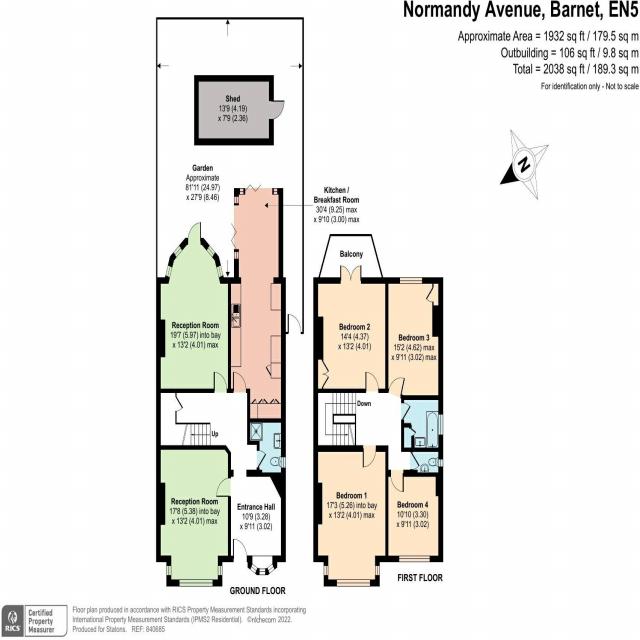 Normandy Avenue, Barnet, EN5
Approximate Area = 1932 sq ft / 179.5 sq m
Outbuilding = 106 sq ft / 9.8 sq m
Total = 2038 sq ft / 189.3 sq m
For identification only - Not to scale
N
Shed
13'9 (4.19)
x 7'9 (2.36)
Garden
Approximate
81'11 (24.97)
x 27'9 (8.46)
Kitchen /
Breakfast Room
30'4 (9.25) max
x 9'10 (3.00) max
Balcony
Reception Room
19'7 (5.97) into bay
x 13'2 (4.01) max
Bedroom 2
14'4 (4.37)
x 13'2 (4.01)
Bedroom 3
15'2 (4.62) max
x 9'11 (3.02) max
Up
Down
Reception Room
17'8 (5.38) into bay
x 13'2 (4.01) max
Entrance Hall
10'9 (3.28)
x 9'11 (3.02)
Bedroom 1
17'3 (5.26) into bay
x 13'2 (4.01) max
Bedroom 4
10'10 (3.30)
x 9'11 (3.02)
GROUND FLOOR
FIRST FLOOR
RICS
Certified
Property
Measurer
Floor plan produced in accordance with RICS Property Measurement Standards incorporating
International Property Measurement Standards (IPMS2 Residential). ©nichecom 2022.
Produced for Statons. REF: 840685